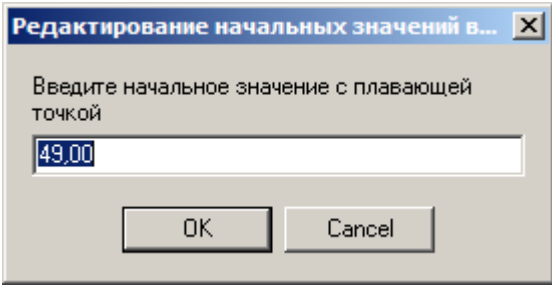 Редактирование начальных значений в...
Введите начальное значение с плавающей
точкой
49,00
OK
Cancel